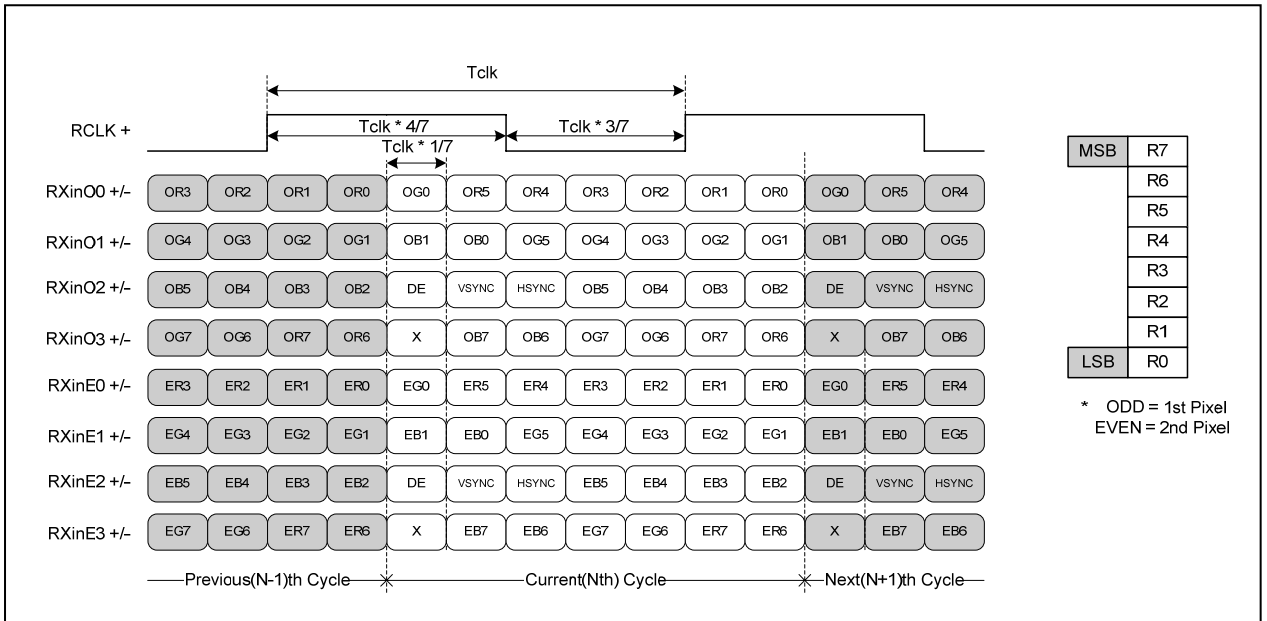 Tclk
RCLK +
Tclk * 4/7
Tclk * 3/7
Tclk * 1/7
RXinO0 +/- OR3 OR2 OR1 OR0 OG0 OR5 OR4 OR3 OR2 OR1 OR0 OG0 OR5 OR4
RXinO1 +/- OG4 OG3 OG2 OG1 OB1 OB0 OG5 OG4 OG3 OG2 OG1 OB1 OB0 OG5
RXinO2 +/- OB5 OB4 OB3 OB2 DE VSYNC HSYNC OB5 OB4 OB3 OB2 DE VSYNC HSYNC
RXinO3 +/- OG7 OG6 OR7 OR6 X OB7 OB6 OG7 OG6 OR7 OR6 X OB7 OB6
RXinE0 +/- ER3 ER2 ER1 ER0 EG0 ER5 ER4 ER3 ER2 ER1 ER0 EG0 ER5 ER4
RXinE1 +/- EG4 EG3 EG2 EG1 EB1 EB0 EG5 EG4 EG3 EG2 EG1 EB1 EB0 EG5
RXinE2 +/- EB5 EB4 EB3 EB2 DE VSYNC HSYNC EB5 EB4 EB3 EB2 DE VSYNC HSYNC
RXinE3 +/- EG7 EG6 ER7 ER6 X EB7 EB6 EG7 EG6 ER7 ER6 X EB7 EB6
Previous(N-1)th Cycle Current(Nth) Cycle Next(N+1)th Cycle
MSB R7
R6
R5
R4
R3
R2
R1
LSB R0
* ODD = 1st Pixel
EVEN = 2nd Pixel